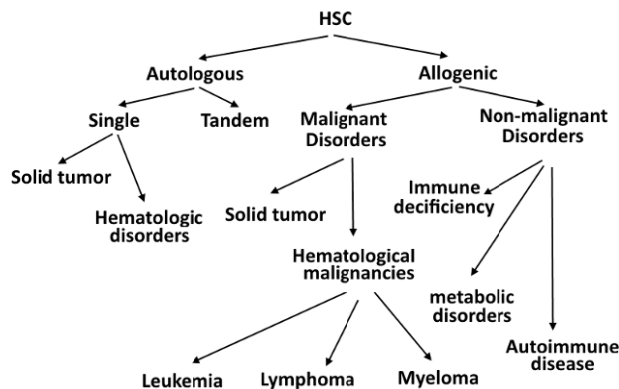 HSC
Autologous
Allogenic
Single
Tandem
Malignant
Disorders
Non-malignant
Disorders
Solid tumor
Hematologic
disorders
Solid tumor
Immune
decificiency
Hematological
malignancies
metabolic
disorders
Autoimmune
disease
Leukemia
Lymphoma
Myeloma